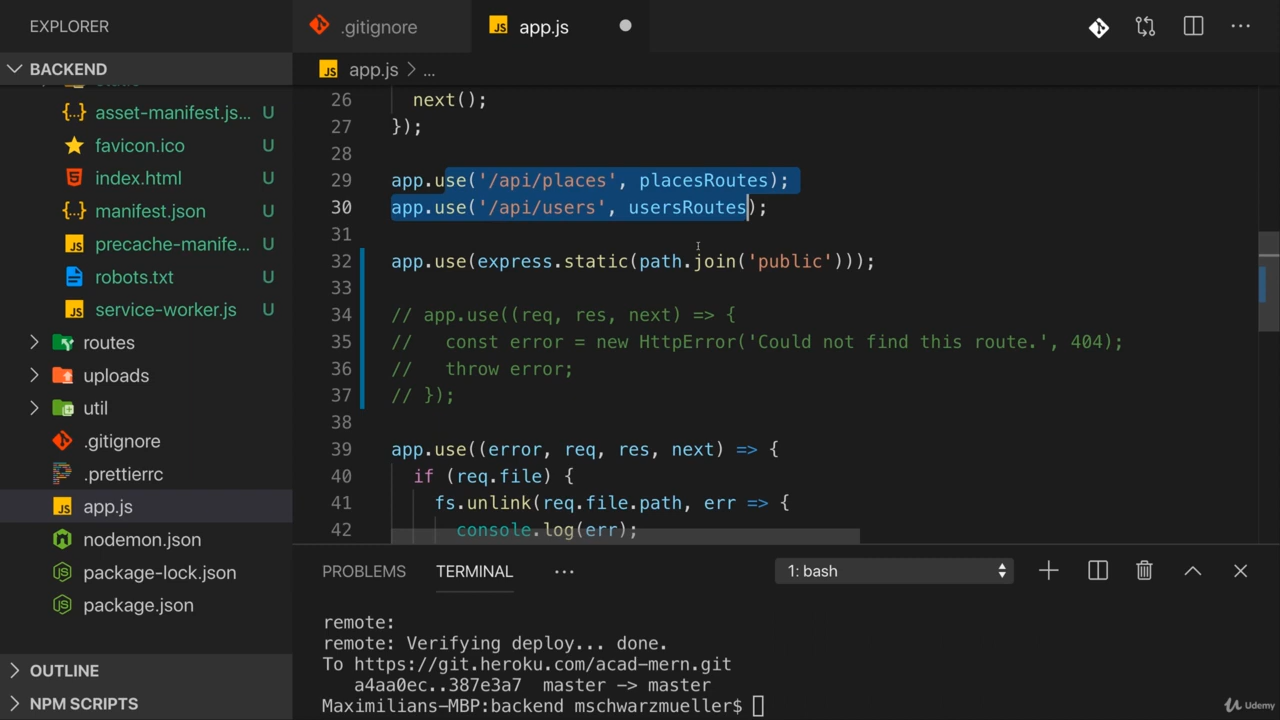 EXPLORER
.gitignore
app.js
BACKEND
app.js > ...
asset-manifest.js... U
favicon.ico U
index.html U
manifest.json U
precache-manife... U
robots.txt U
service-worker.js U
routes
uploads
util
.gitignore
.prettierrc
app.js
nodemon.json
package-lock.json
package.json
OUTLINE
NPM SCRIPTS
26 next();
27 });
28
29 app.use('/api/places', placesRoutes);
30 app.use('/api/users', usersRoutes);
31
32 app.use(express.static(path.join('public')));
33
34 // app.use((req, res, next) => {
35 //   const error = new HttpError('Could not find this route.', 404);
36 //   throw error;
37 // });
38
39 app.use((error, req, res, next) => {
40 if (req.file) {
41 fs.unlink(req.file.path, err => {
42 console.log(err);
PROBLEMS TERMINAL ... 1: bash
remote:
remote: Verifying deploy... done.
To https://git.heroku.com/acad-mern.git
a4aa0ec..387e3a7 master -> master
Maximilians-MBP:backend mschwarzmueller$
Udemy